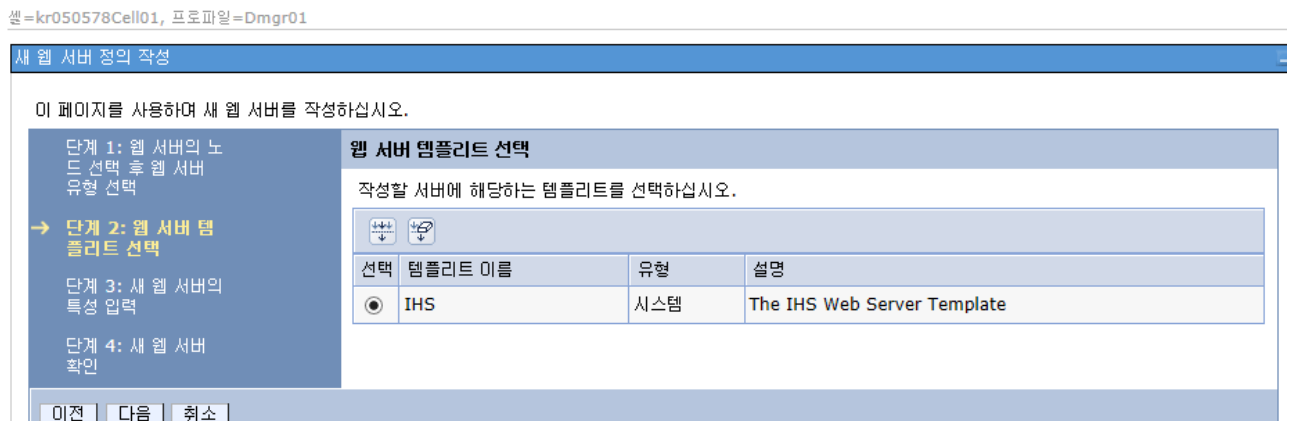 셀=kr050578Cell01, 프로파일=Dmgr01
새 웹 서버 정의 작성
이 페이지를 사용하여 새 웹 서버를 작성하십시오.
단계 1: 웹 서버의 노
드 선택 후 웹 서버
유형 선택
단계 2: 웹 서버 템
플리트 선택
단계 3: 새 웹 서버의
특성 입력
단계 4: 새 웹 서버
확인
웹 서버 템플리트 선택
작성할 서버에 해당하는 템플리트를 선택하십시오.
선택 템플리트 이름 유형 설명
IHS 시스템 The IHS Web Server Template
이전 다음 취소